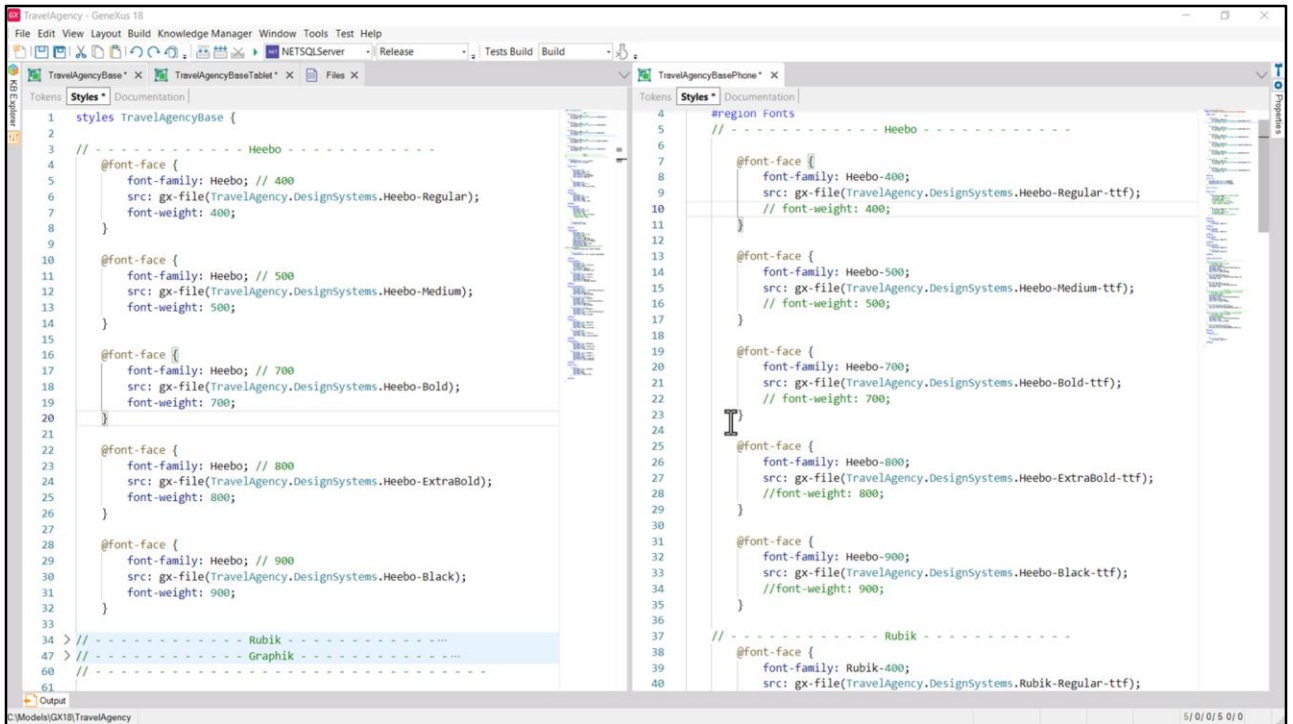 GX TravelAgency - GeneXus 18
File Edit View Layout Build Knowledge Manager Window Tools Test Help
NETSQLServer Release Tests Build Build
TravelAgencyBase* X TravelAgencyBaseTablet* X Files X
Tokens Styles * Documentation
KB Explorer
1 styles TravelAgencyBase {
2
3 // - - - - - - - - - - - - Heebo - - - - - - - - - - - -
4 @font-face {
5 font-family: Heebo; // 400
6 src: gx-file(TravelAgency.DesignSystems.Heebo-Regular);
7 font-weight: 400;
8 }
9
10 @font-face {
11 font-family: Heebo; // 500
12 src: gx-file(TravelAgency.DesignSystems.Heebo-Medium);
13 font-weight: 500;
14 }
15
16 @font-face {
17 font-family: Heebo; // 700
18 src: gx-file(TravelAgency.DesignSystems.Heebo-Bold);
19 font-weight: 700;
20 }
21
22 @font-face {
23 font-family: Heebo; // 800
24 src: gx-file(TravelAgency.DesignSystems.Heebo-ExtraBold);
25 font-weight: 800;
26 }
27
28 @font-face {
29 font-family: Heebo; // 900
30 src: gx-file(TravelAgency.DesignSystems.Heebo-Black);
31 font-weight: 900;
32 }
33
34 > // - - - - - - - - - - - - Rubik - - - - - - - - - - - - ...
47 > // - - - - - - - - - - - - Graphik - - - - - - - - - - - - ...
60 // - - - - - - - - - - - - - - - - - - - - - - - - - - - - - - - -
61
TravelAgencyBasePhone* X
Tokens Styles * Documentation
Properties
4 #region Fonts
5 // - - - - - - - - - - - - Heebo - - - - - - - - - - - -
6
7 @font-face {
8 font-family: Heebo-400;
9 src: gx-file(TravelAgency.DesignSystems.Heebo-Regular-ttf);
10 // font-weight: 400;
11 }
12
13 @font-face {
14 font-family: Heebo-500;
15 src: gx-file(TravelAgency.DesignSystems.Heebo-Medium-ttf);
16 // font-weight: 500;
17 }
18
19 @font-face {
20 font-family: Heebo-700;
21 src: gx-file(TravelAgency.DesignSystems.Heebo-Bold-ttf);
22 // font-weight: 700;
23 }
24
25 @font-face {
26 font-family: Heebo-800;
27 src: gx-file(TravelAgency.DesignSystems.Heebo-ExtraBold-ttf);
28 //font-weight: 800;
29 }
30
31 @font-face {
32 font-family: Heebo-900;
33 src: gx-file(TravelAgency.DesignSystems.Heebo-Black-ttf);
34 //font-weight: 900;
35 }
36
37 // - - - - - - - - - - - - Rubik - - - - - - - - - - - -
38 @font-face {
39 font-family: Rubik-400;
40 src: gx-file(TravelAgency.DesignSystems.Rubik-Regular-ttf);
Output
C:\Models\GX18\TravelAgency
5/0/0/5 0/0